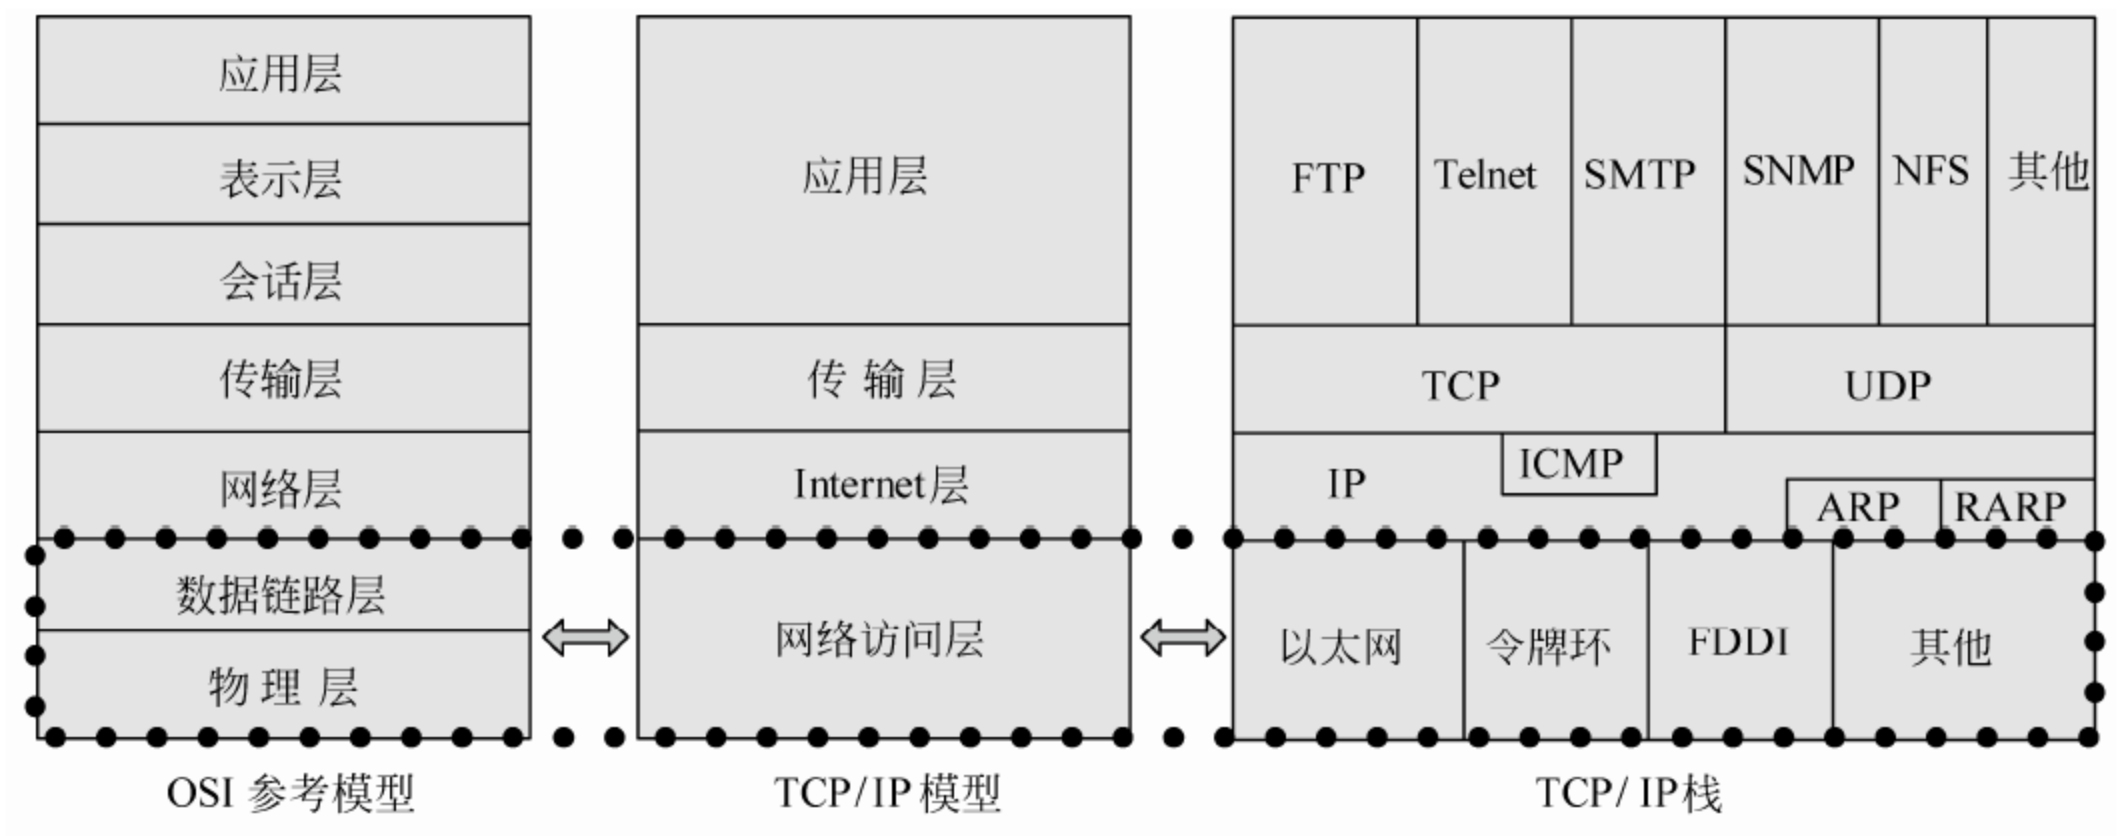 应用层
表示层
会话层
传输层
网络层
数据链路层
物理层
OSI 参考模型
应用层
传输层
Internet层
网络访问层
TCP/IP模型
FTP Telnet SMTP SNMP NFS 其他
TCP UDP
IP ICMP ARP RARP
以太网 令牌环 FDDI 其他
TCP/ IP栈